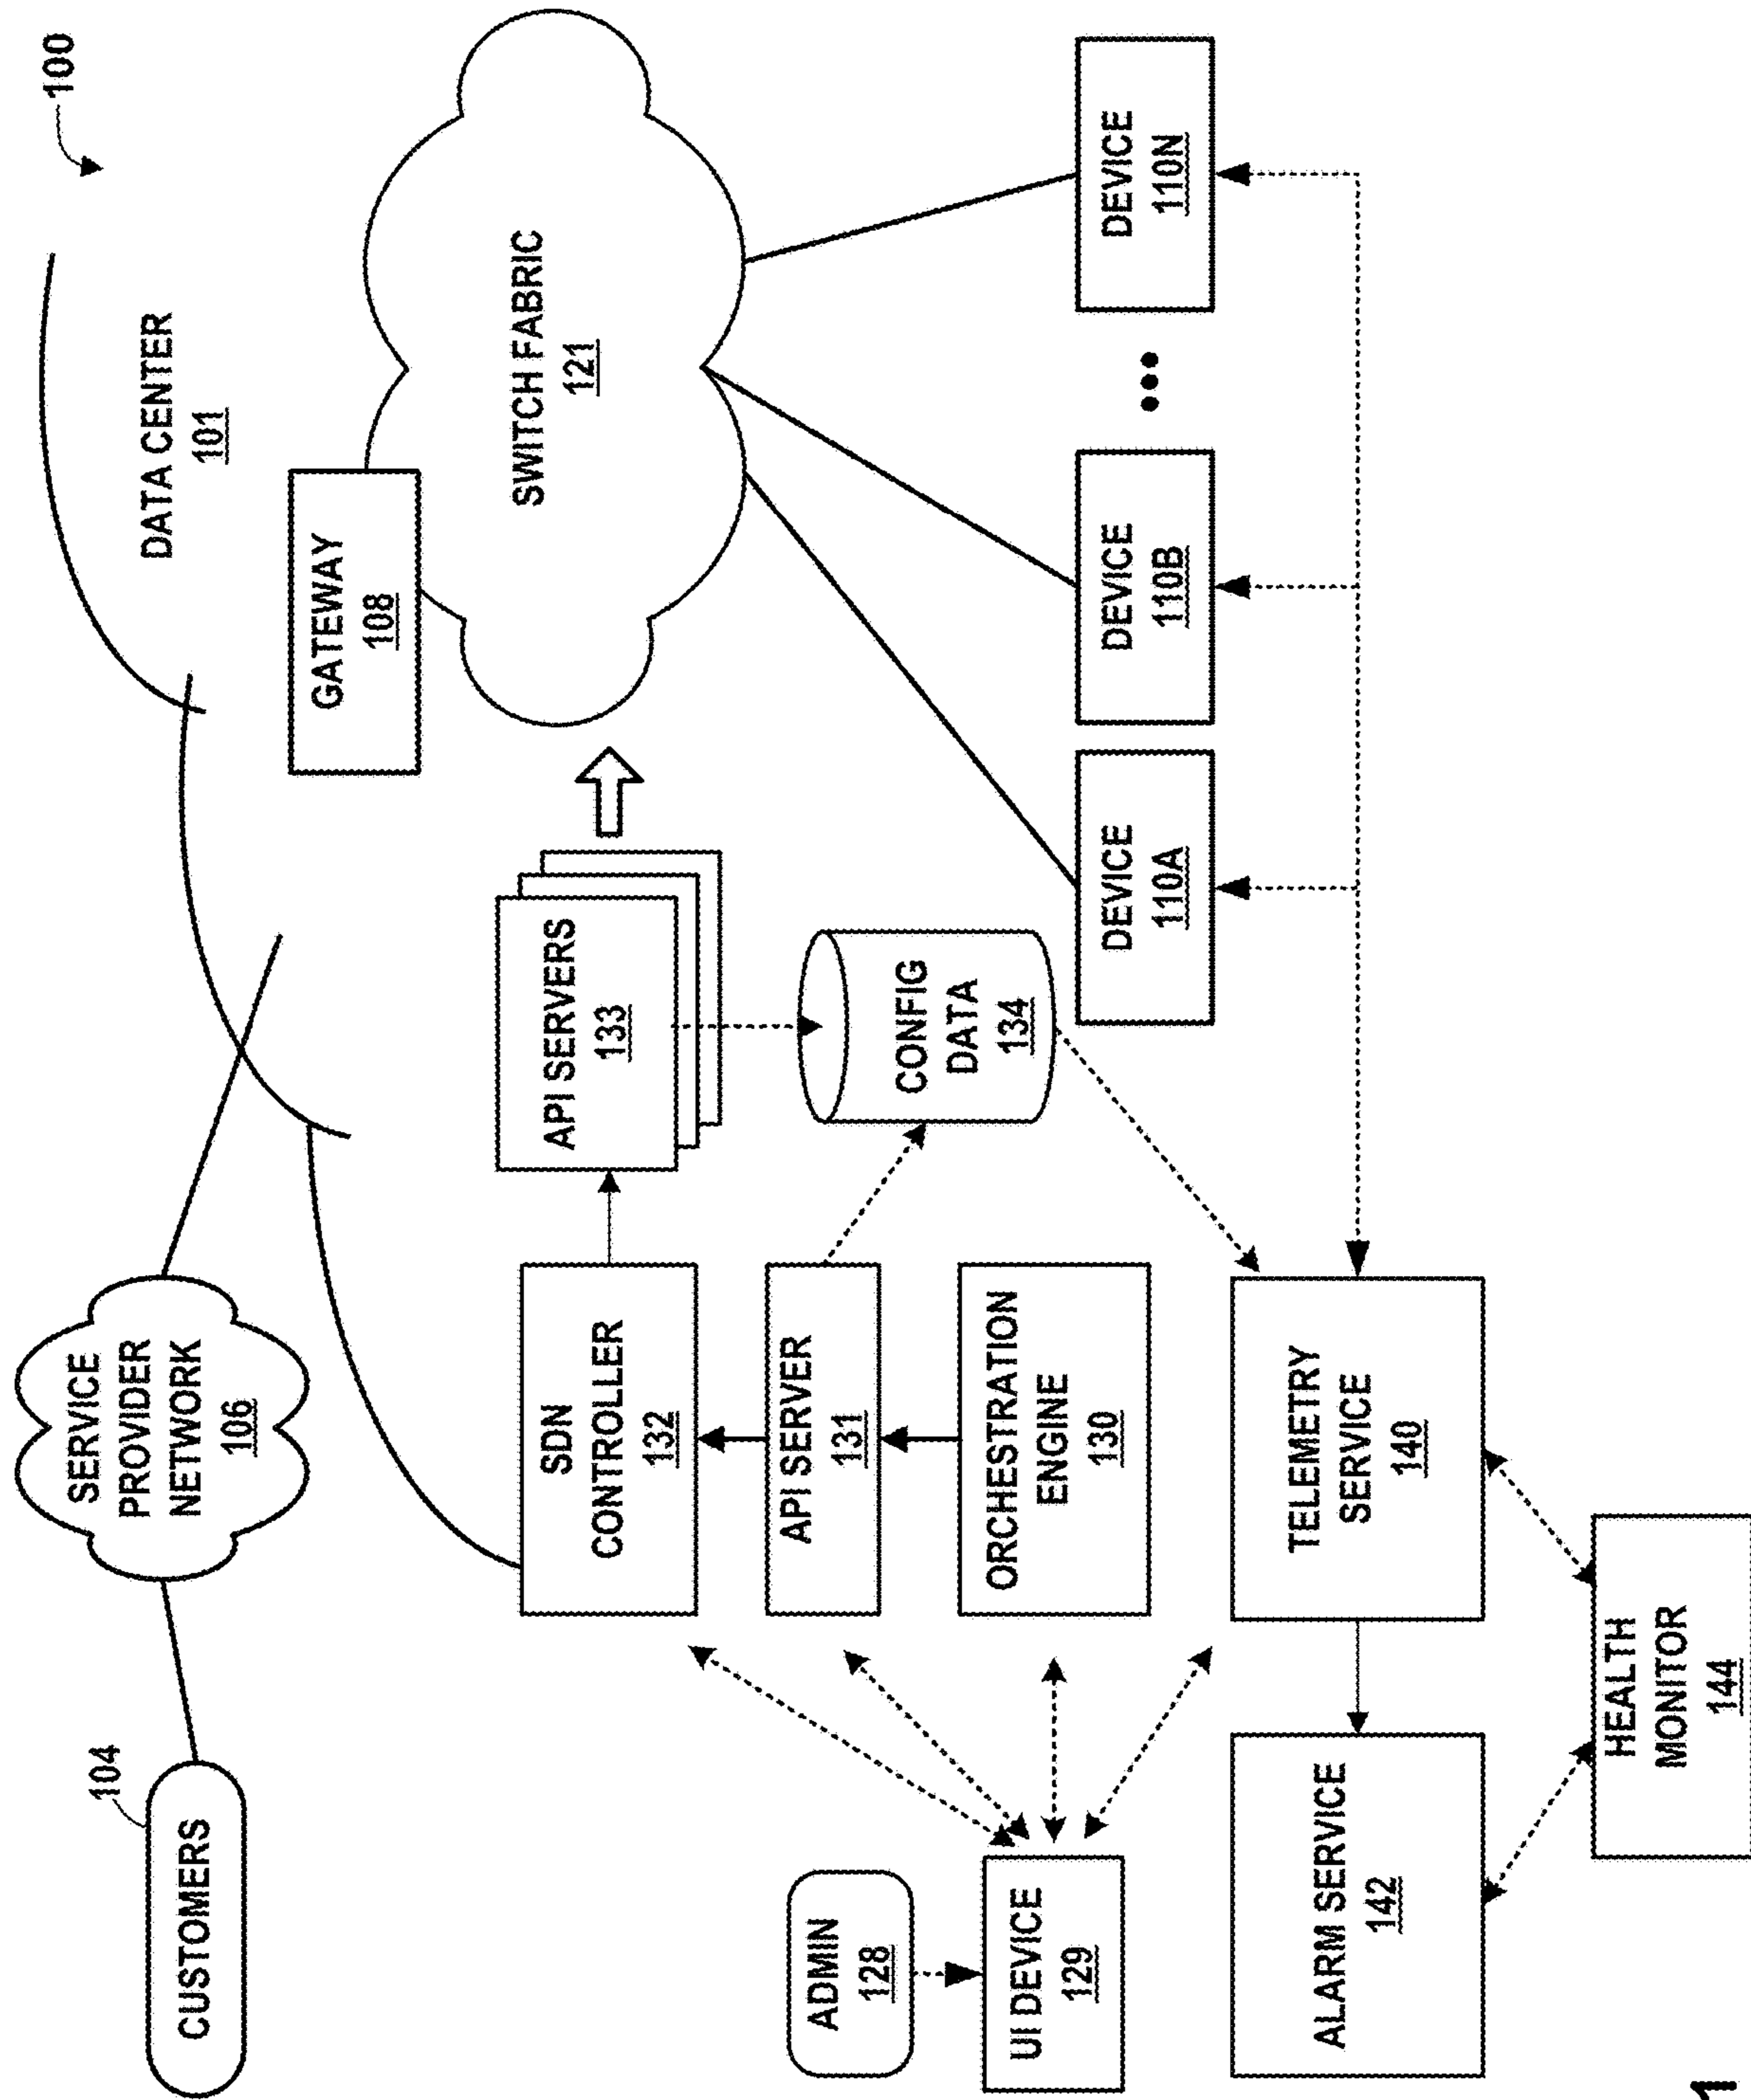 100
CUSTOMERS
104
SERVICE
PROVIDER
NETWORK
106
DATA CENTER
101
GATEWAY
108
SWITCH FABRIC
121
SDN
CONTROLLER
132
API SERVERS
133
API SERVER
131
CONFIG
DATA
134
ORCHESTRATION
ENGINE
130
ADMIN
128
UI DEVICE
129
DEVICE
110A
DEVICE
110B
•••
DEVICE
110N
TELEMETRY
SERVICE
140
ALARM SERVICE
142
HEALTH
MONITOR
144
1